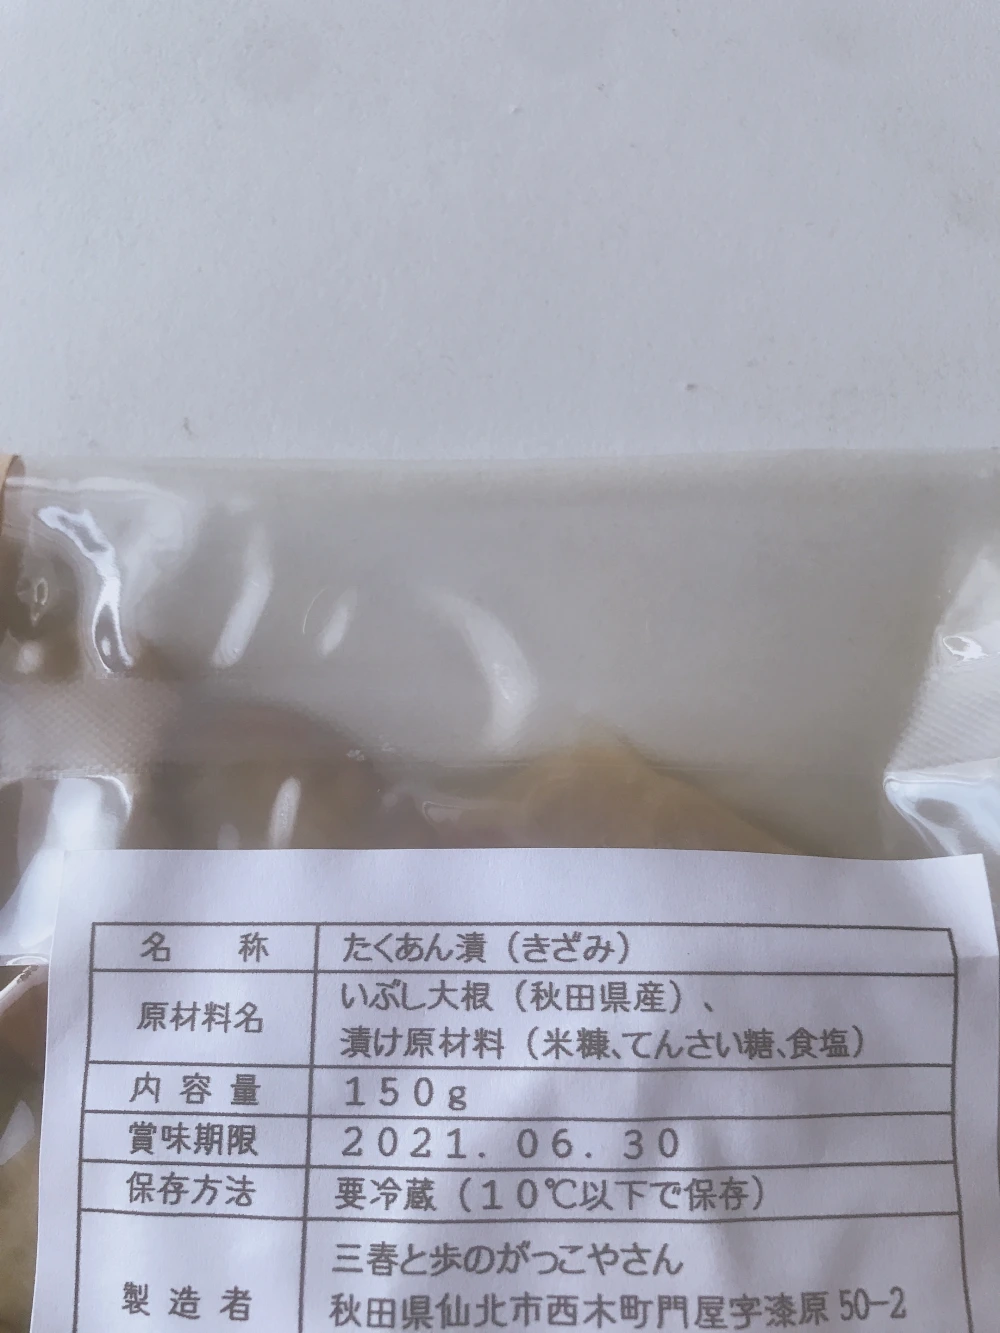 名称 たくあん漬（きざみ）
原材料名 いぶし大根（秋田県産）、
漬け原材料（米糠、てんさい糖、食塩）
内容量 150g
賞味期限 2021．06．30
保存方法 要冷蔵（10℃以下で保存）
製造者 三春と歩のがっこやさん
秋田県仙北市西木町門屋字漆原50-2